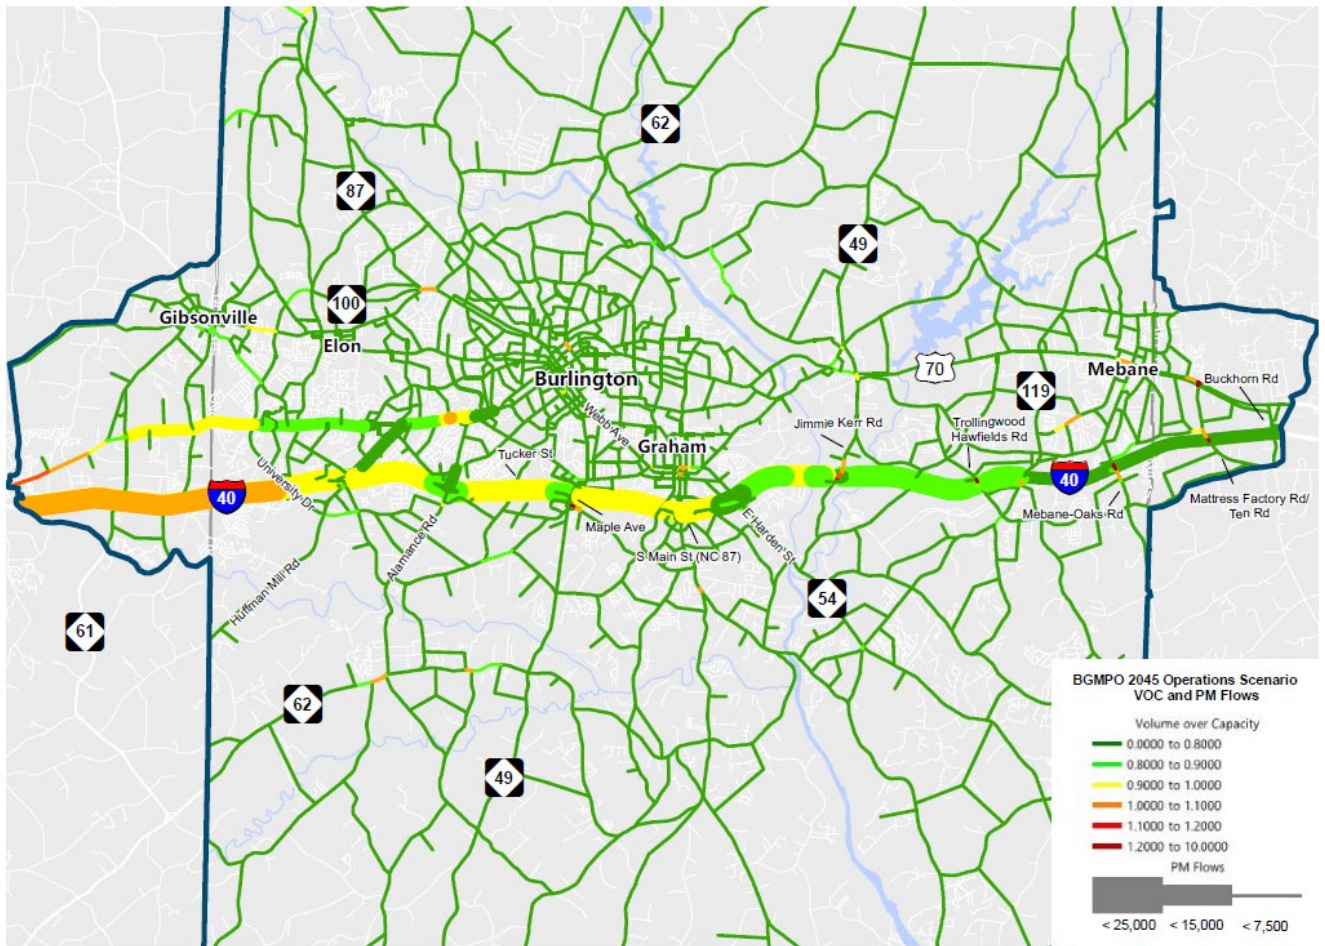 62
87
49
100
Gibsonville
Elon
70
Mebane
Buckhorn Rd
Burlington
119
Webb Ave
Jimmie Kerr Rd
Trollingwood
Hawfields Rd
Graham
Tucker St
University Dr
40
40
Mattress Factory Rd/
Ten Rd
Mebane-Oaks Rd
Maple Ave
E Harden St
Alamance Rd
S Main St (NC 87)
Huffman Mill Rd
54
61
62
49
BGMPO 2045 Operations Scenario
VOC and PM Flows
Volume over Capacity
0.0000 to 0.8000
0.8000 to 0.9000
0.9000 to 1.0000
1.0000 to 1.1000
1.1000 to 1.2000
1.2000 to 10.0000
PM Flows
< 25,000 < 15,000 < 7,500